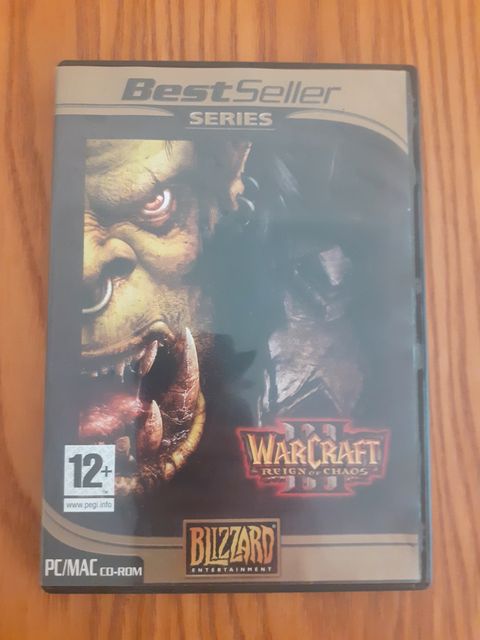 BestSeller
SERIES
WARCRAFT
III
REIGN OF CHAOS
12+
www.pegi.info
BLIZZARD
ENTERTAINMENT
PC/MAC CD-ROM